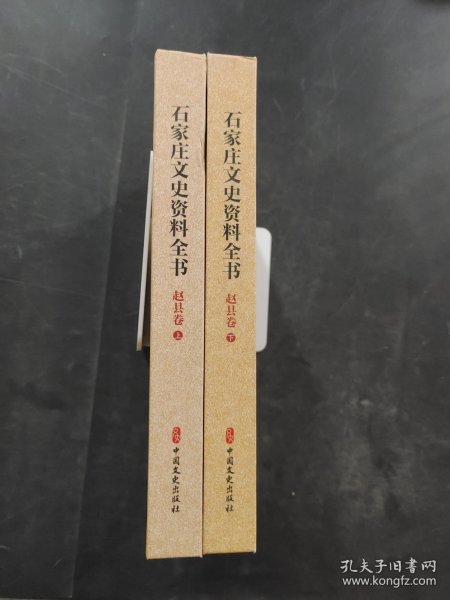 石家庄文史资料全书
赵县卷 上
中国文史出版社
石家庄文史资料全书
赵县卷 下
中国文史出版社
孔夫子旧书网
www.kongfz.com